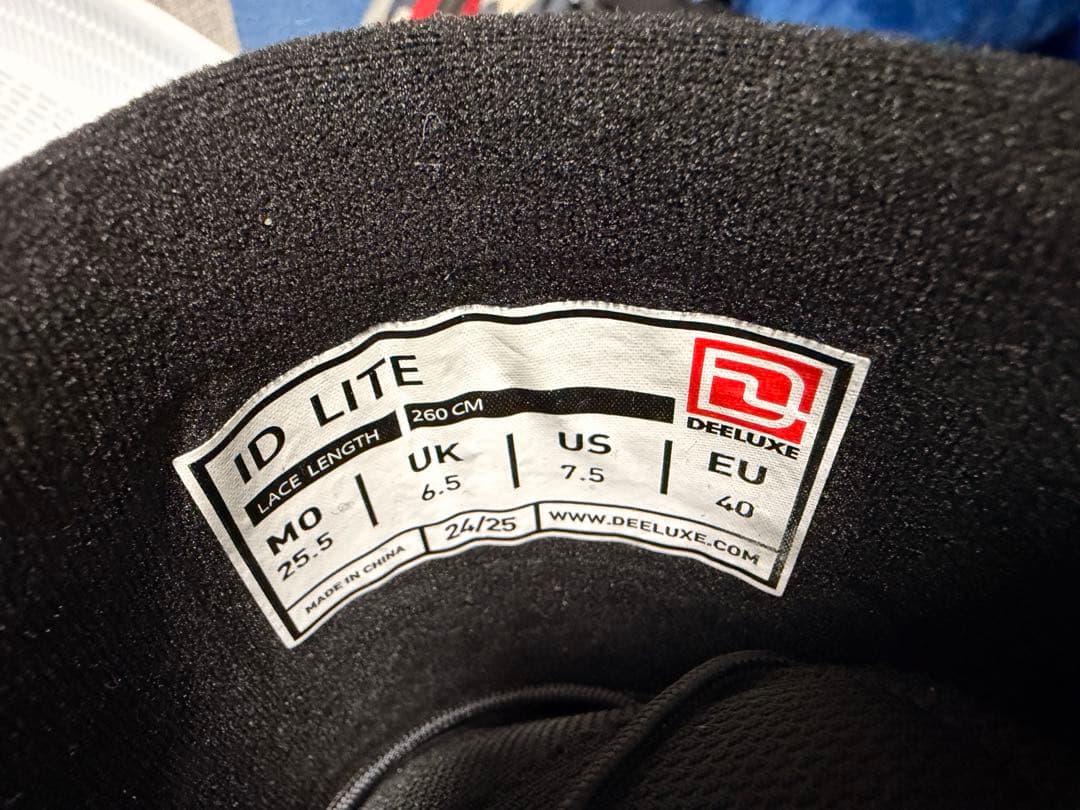 ID LITE
LACE LENGTH 260 CM
MO UK US EU
25.5 6.5 7.5 40
MADE IN CHINA 24/25 WWW.DEELUXE.COM
DEELUXE